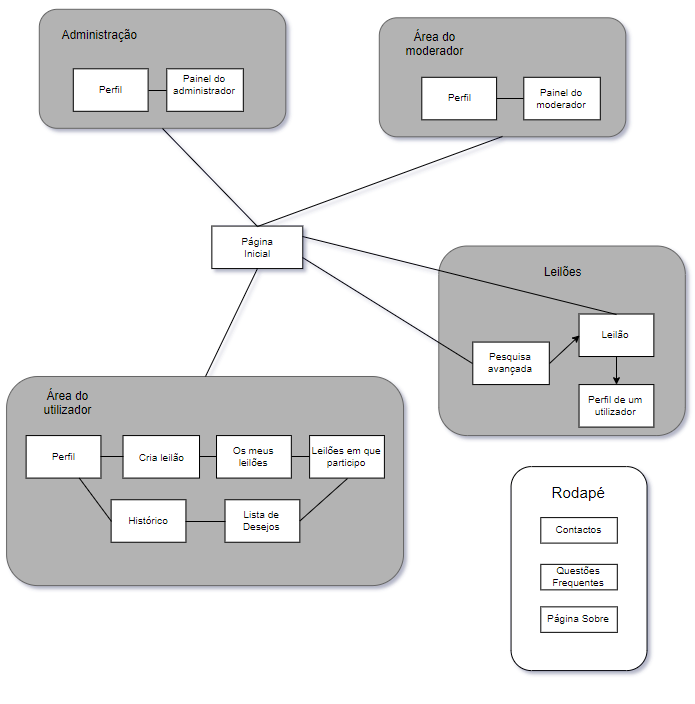 Administração
Perfil
Painel do
administrador
Área do
moderador
Perfil
Painel do
moderador
Página
Inicial
Leilões
Leilão
Pesquisa
avançada
Perfil de um
utilizador
Área do
utilizador
Perfil
Cria leilão
Os meus
leilões
Leilões em que
participo
Histórico
Lista de
Desejos
Rodapé
Contactos
Questões
Frequentes
Página Sobre